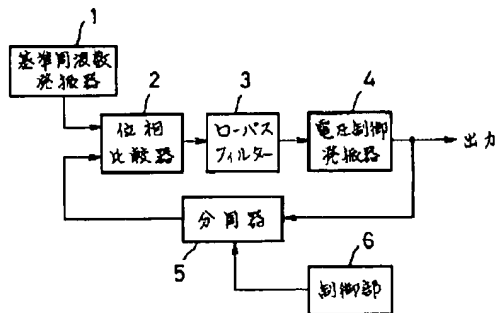 1
基準周波数
発振器
2
位相
比較器
3
ローパス
フィルター
4
電圧制御
発振器
出力
分周器
5
6
制御部